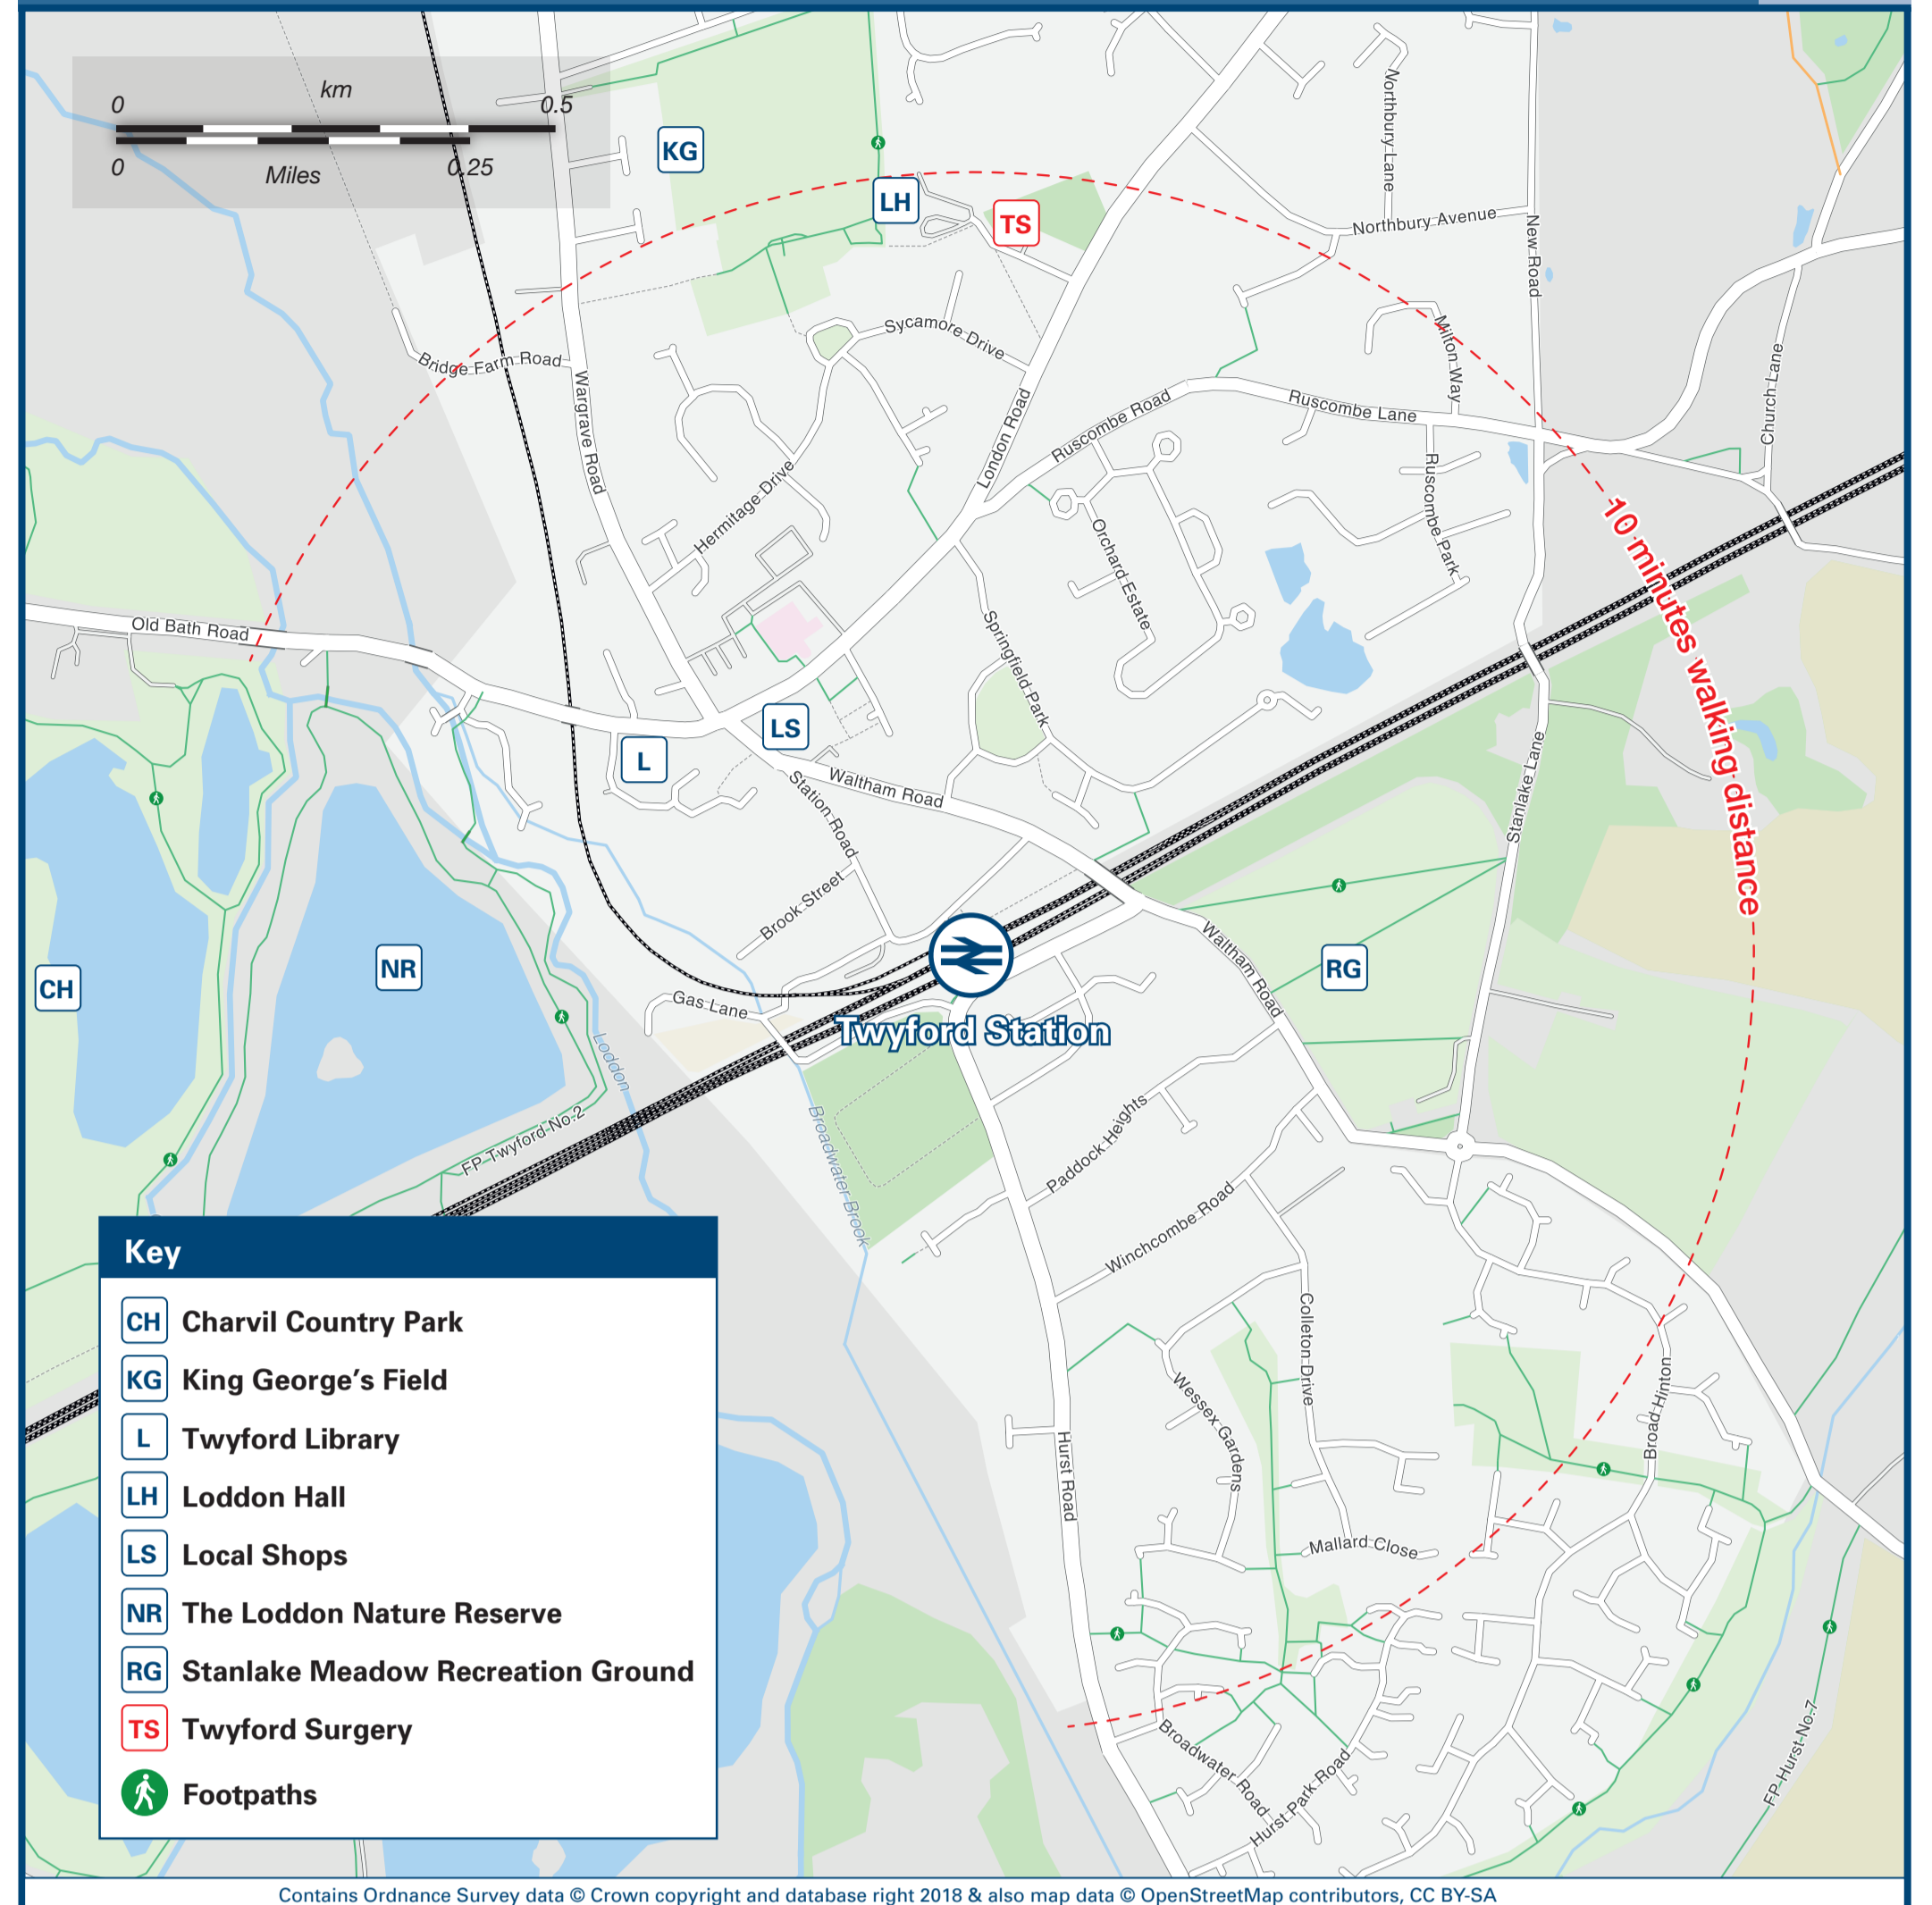 km
0
0.5
0
0.25
Miles
KG
LH
TS
Northbury Lane
Northbury Avenue
New Road
Bridge Farm Road
Sycamore Drive
Milton Way
Church Lane
Wargrave Road
London Road
Ruscombe Road
Ruscombe Lane
Ruscombe Park
Hermitage Drive
Orchard Estate
10 minutes walking distance
Old Bath Road
Springfield Park
LS
L
Waltham Road
Station Road
Stanlake Lane
Brook Street
Waltham Road
CH
NR
RG
Gas Lane
Twyford Station
Loddon
FP Twyford No.2
Broadwater Brook
Paddock Heights
Winchcombe Road
Colleton Drive
Wessex Gardens
Broad Hinton
Hurst Road
Mallard Close
Broadwater Road
Hurst Park Road
FP Hurst No.7
Key
CH Charvil Country Park
KG King George’s Field
L Twyford Library
LH Loddon Hall
LS Local Shops
NR The Loddon Nature Reserve
RG Stanlake Meadow Recreation Ground
TS Twyford Surgery
Footpaths
Contains Ordnance Survey data © Crown copyright and database right 2018 & also map data © OpenStreetMap contributors, CC BY-SA